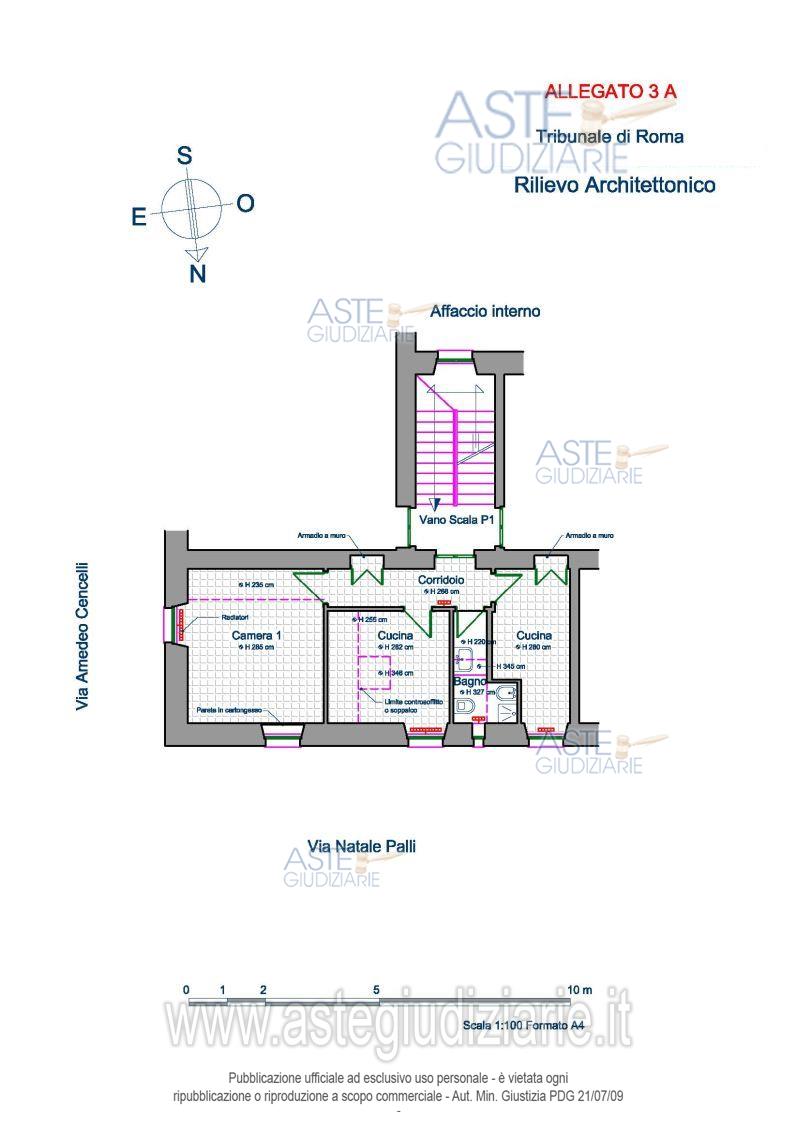 ALLEGATO 3 A
ASTE
GIUDIZIARIE
Tribunale di Roma
Rilievo Architettonico
S
E
O
N
ASTE
GIUDIZIARIE
Affaccio interno
ASTE
GIUDIZIARIE
Vano Scala P1
Armadio a muro
Armadio a muro
Via Amedeo Cencelli
H 235 cm
Corridoio
H 268 cm
Radiatori
Camera 1
H 285 cm
H 255 cm
Cucina
H 282 cm
H 346 cm
Limite controsoffitto
o soppalco
H 220 cm
H 345 cm
Bagno
H 327 cm
Cucina
H 280 cm
Parete in cartongesso
ASTE
GIUDIZIARIE
Via Natale Palli
ASTE
GIUDIZIARIE
0 1 2 5 10 m
www.astegiudiziarie.it
Scala 1:100 Formato A4
Pubblicazione ufficiale ad esclusivo uso personale - è vietata ogni
ripubblicazione o riproduzione a scopo commerciale - Aut. Min. Giustizia PDG 21/07/09
-